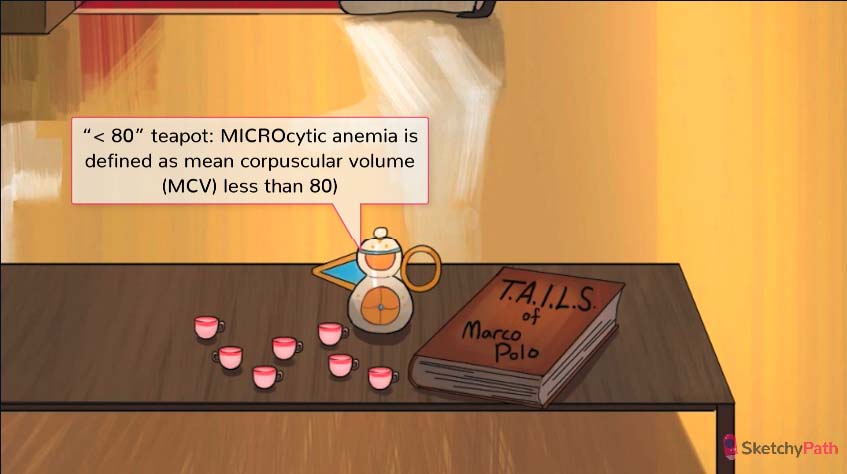 “< 80” teapot: MICROcytic anemia is
defined as mean corpuscular volume
(MCV) less than 80)
T.A.I.L.S.
of
Marco
Polo
SketchyPath